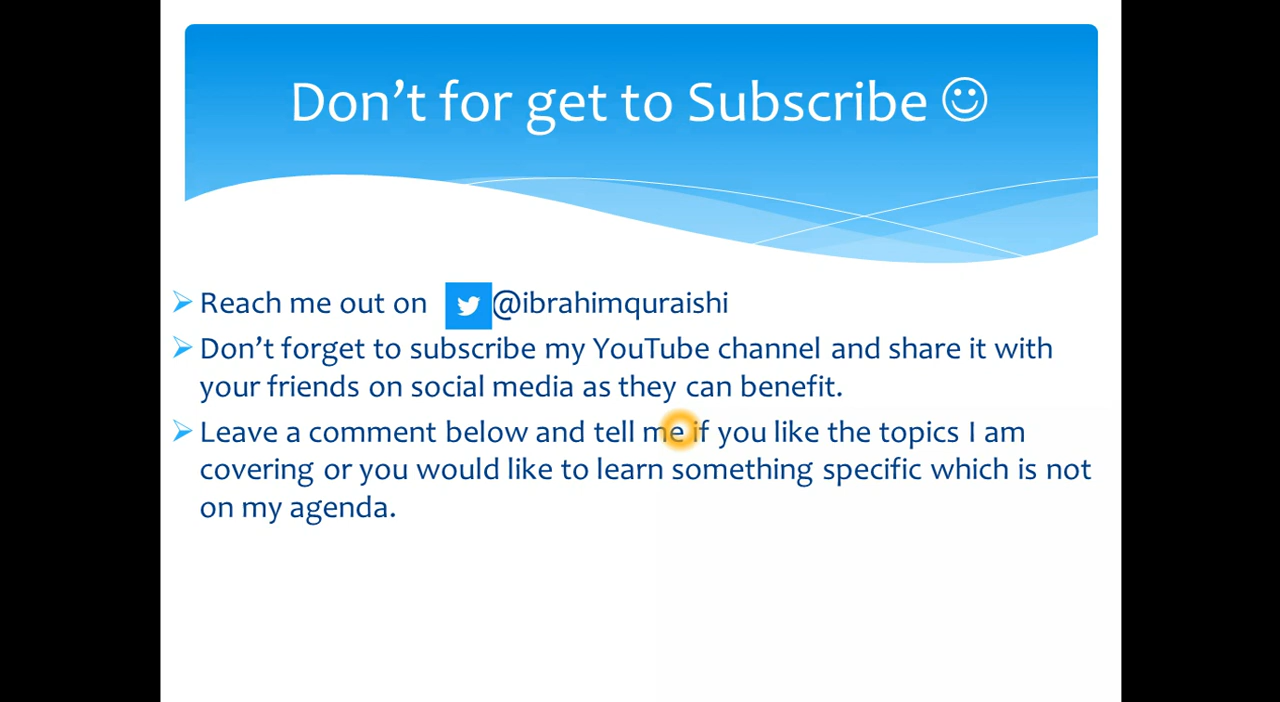 Don't for get to Subscribe ☺
Reach me out on @ibrahimquraishi
Don't forget to subscribe my YouTube channel and share it with
your friends on social media as they can benefit.
Leave a comment below and tell me if you like the topics I am
covering or you would like to learn something specific which is not
on my agenda.